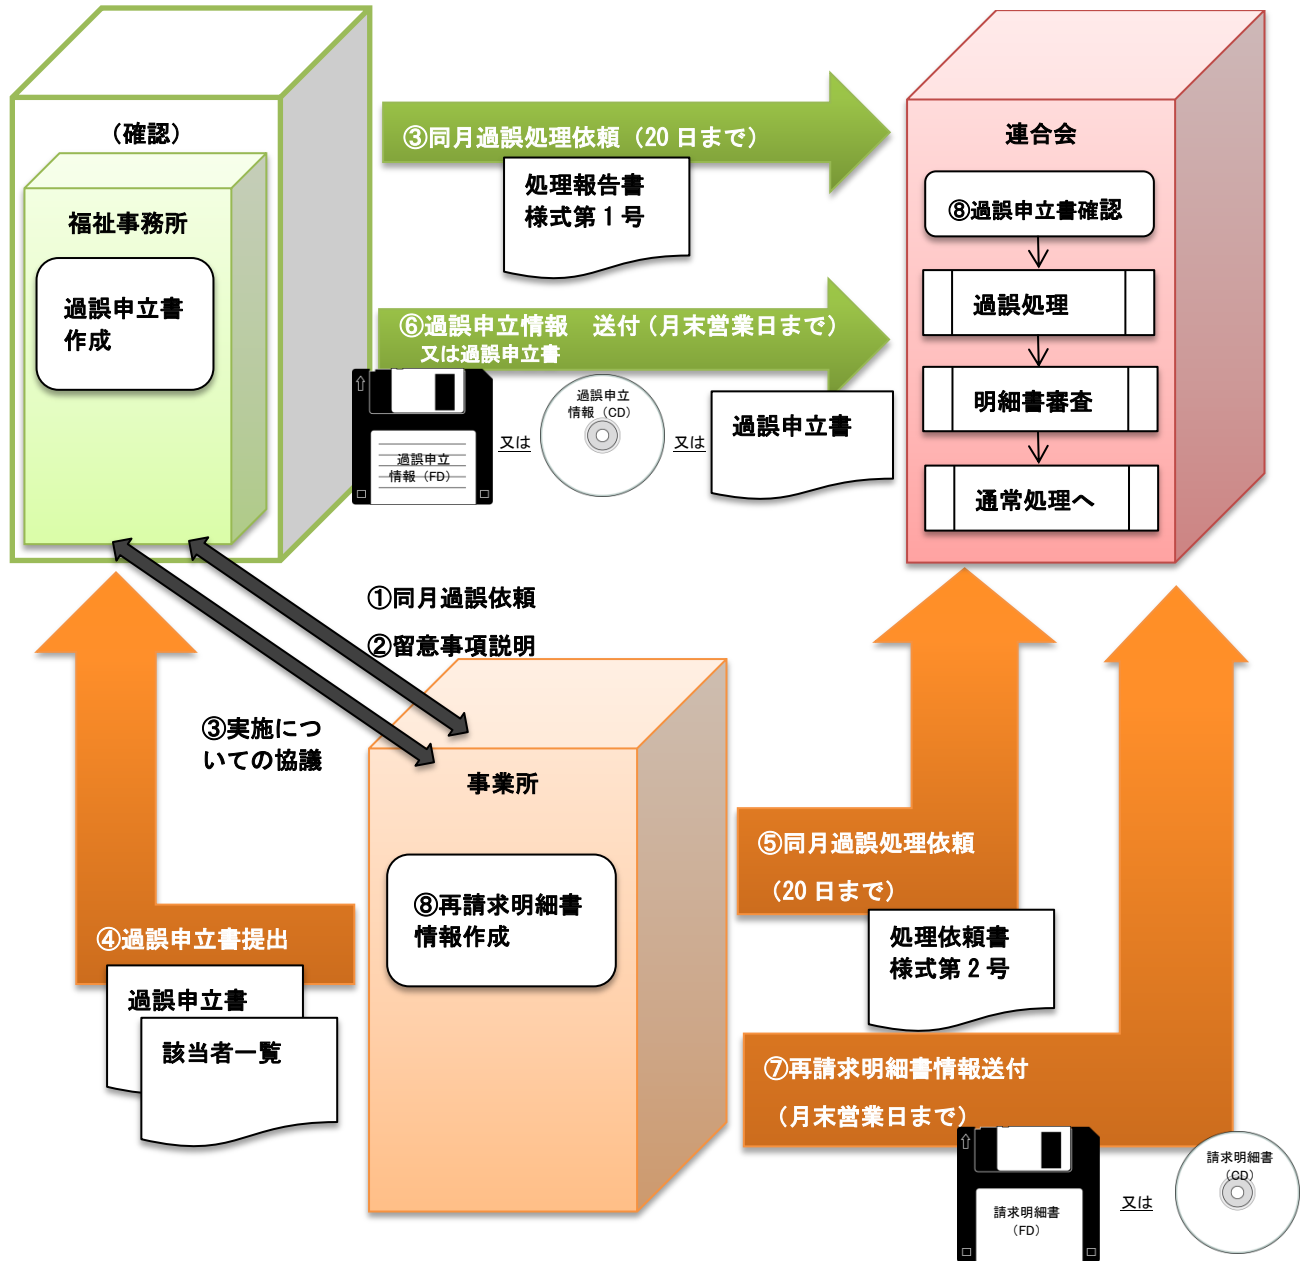 （確認）
福祉事務所
過誤申立書
作成
③同月過誤処理依頼（20日まで）
処理報告書
様式第１号
⑥過誤申立情報　送付（月末営業日まで）
又は過誤申立書
過誤申立
情報（FD）
又は
過誤申立
情報（CD）
又は
過誤申立書
連合会
⑧過誤申立書確認
過誤処理
明細書審査
通常処理へ
①同月過誤依頼
②留意事項説明
③実施につ
いての協議
④過誤申立書提出
過誤申立書
該当者一覧
事業所
⑧再請求明細書
情報作成
⑤同月過誤処理依頼
（20日まで）
処理依頼書
様式第２号
⑦再請求明細書情報送付
（月末営業日まで）
請求明細書
（FD）
又は
請求明細書
（CD）